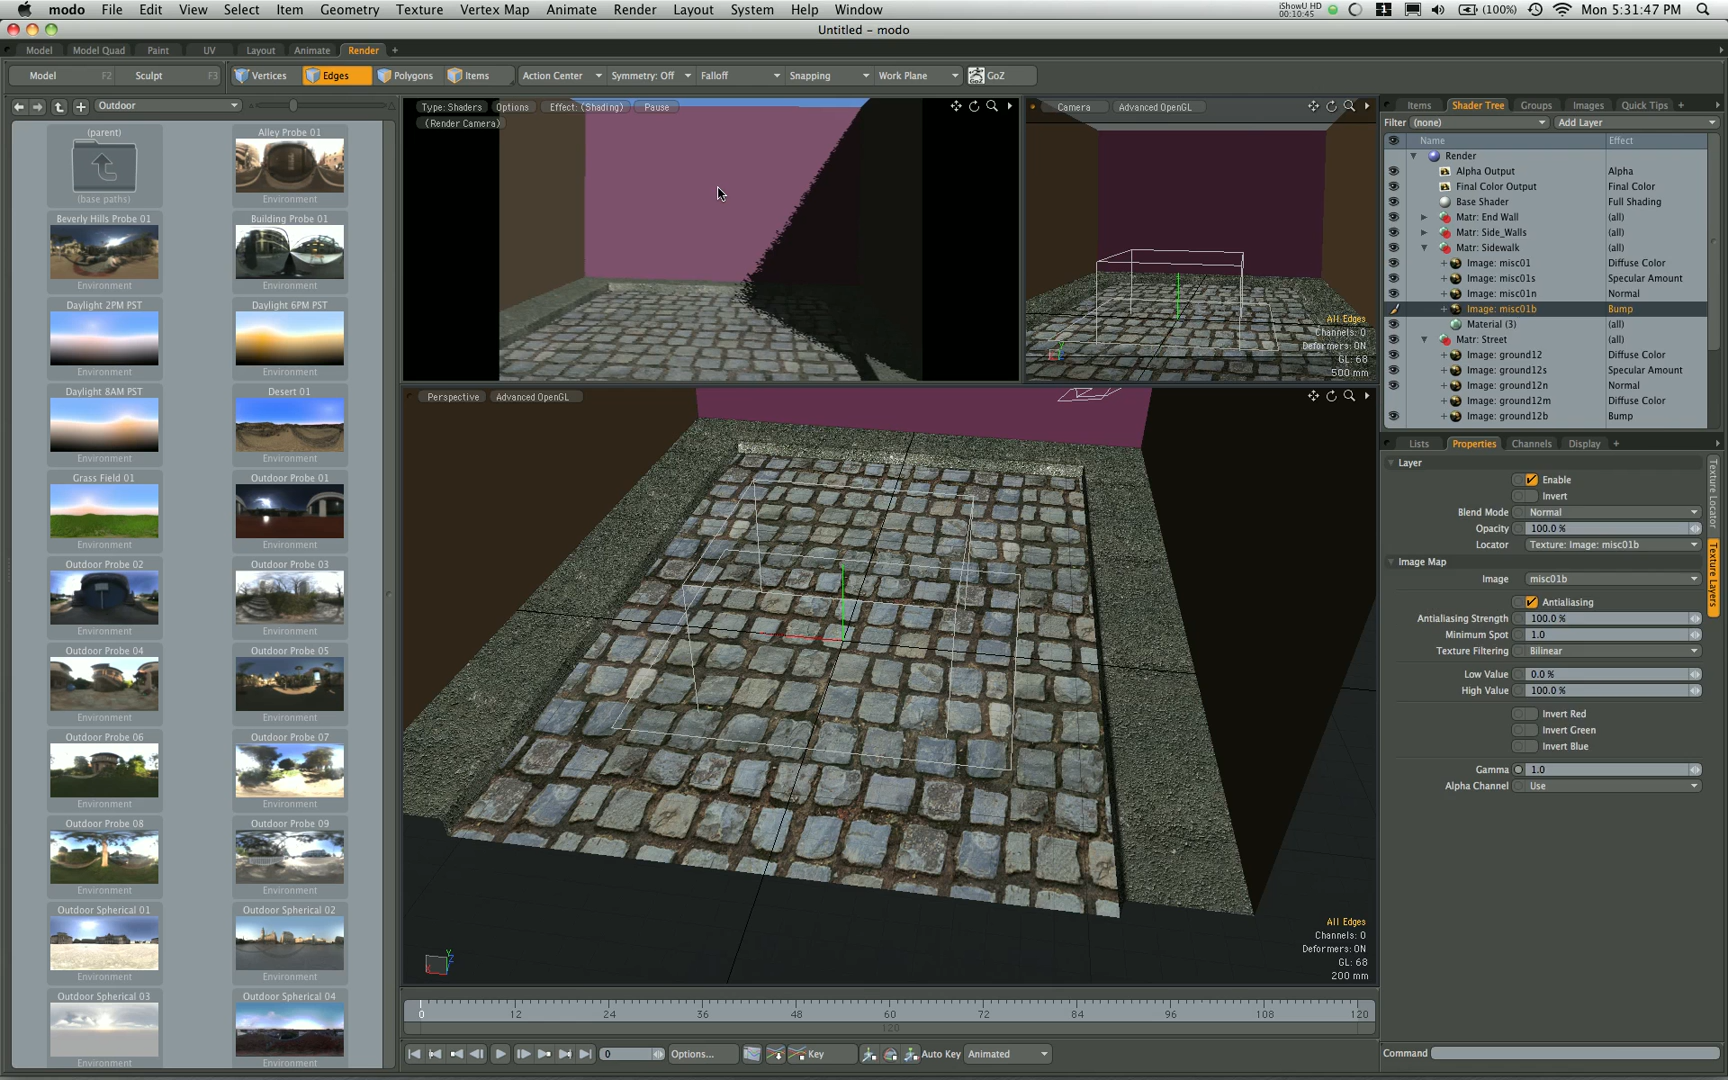 modo File Edit View Select Item Geometry Texture Vertex Map Animate Render Layout System Help Window iShowU HD 00:10:45 1 (100%) Mon 5:31:47 PM
Untitled – modo
Model Model Quad Paint UV Layout Animate Render +
Model F2 Sculpt F3 Vertices Edges Polygons Items Action Center Symmetry: Off Falloff Snapping Work Plane GoZ
Outdoor
(parent)
(base paths)
Alley Probe 01
Environment
Beverly Hills Probe 01
Environment
Building Probe 01
Environment
Daylight 2PM PST
Environment
Daylight 6PM PST
Environment
Daylight 8AM PST
Environment
Desert 01
Environment
Grass Field 01
Environment
Outdoor Probe 01
Environment
Outdoor Probe 02
Environment
Outdoor Probe 03
Environment
Outdoor Probe 04
Environment
Outdoor Probe 05
Environment
Outdoor Probe 06
Environment
Outdoor Probe 07
Environment
Outdoor Probe 08
Environment
Outdoor Probe 09
Environment
Outdoor Spherical 01
Environment
Outdoor Spherical 02
Environment
Outdoor Spherical 03
Environment
Outdoor Spherical 04
Environment
Type: Shaders Options Effect: (Shading) Pause
(Render Camera)
Camera Advanced OpenGL
All Edges
Channels: 0
Deformers: ON
GL: 68
500 mm
Perspective Advanced OpenGL
All Edges
Channels: 0
Deformers: ON
GL: 68
200 mm
0 12 24 36 48 60 72 84 96 108 120
120
0 Options... Key Auto Key Animated
Items Shader Tree Groups Images Quick Tips +
Filter (none) Add Layer
Name Effect
Render
Alpha Output Alpha
Final Color Output Final Color
Base Shader Full Shading
Matr: End Wall (all)
Matr: Side_Walls (all)
Matr: Sidewalk (all)
Image: misc01 Diffuse Color
Image: misc01s Specular Amount
Image: misc01n Normal
Image: misc01b Bump
Material (3) (all)
Matr: Street (all)
Image: ground12 Diffuse Color
Image: ground12s Specular Amount
Image: ground12n Normal
Image: ground12m Diffuse Color
Image: ground12b Bump
Lists Properties Channels Display +
Layer
Enable
Invert
Blend Mode Normal
Opacity 100.0 %
Locator Texture: Image: misc01b
Image Map
Image misc01b
Antialiasing
Antialiasing Strength 100.0 %
Minimum Spot 1.0
Texture Filtering Bilinear
Low Value 0.0 %
High Value 100.0 %
Invert Red
Invert Green
Invert Blue
Gamma 1.0
Alpha Channel Use
Texture Locator
Texture Layers
Command